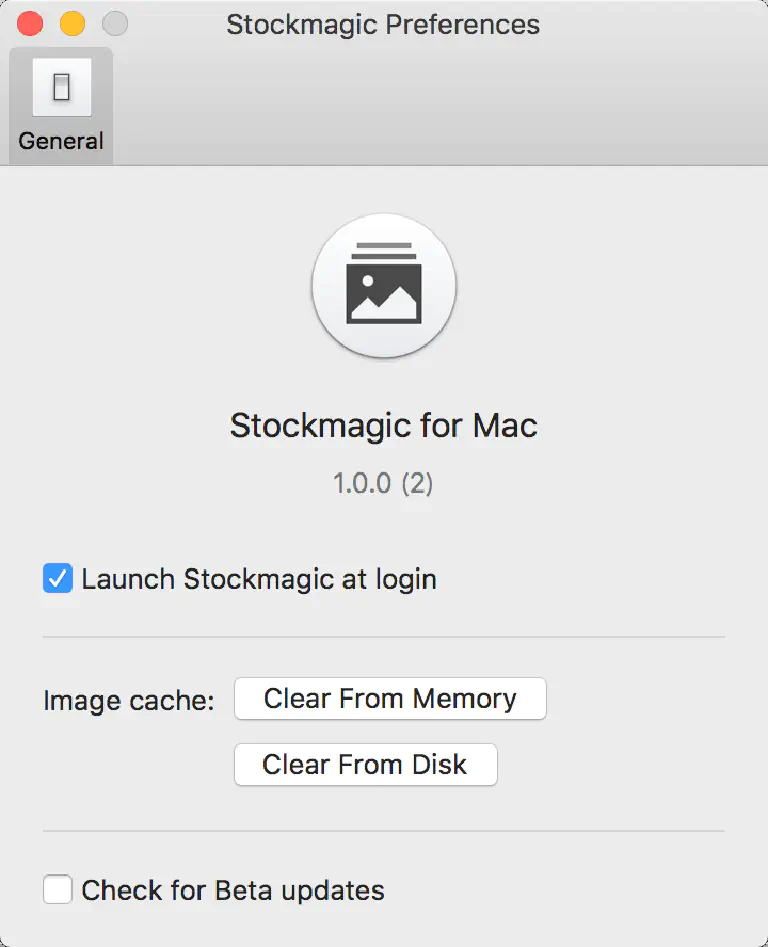 Stockmagic Preferences
General
Stockmagic for Mac
1.0.0 (2)
Launch Stockmagic at login
Image cache: Clear From Memory
Clear From Disk
Check for Beta updates